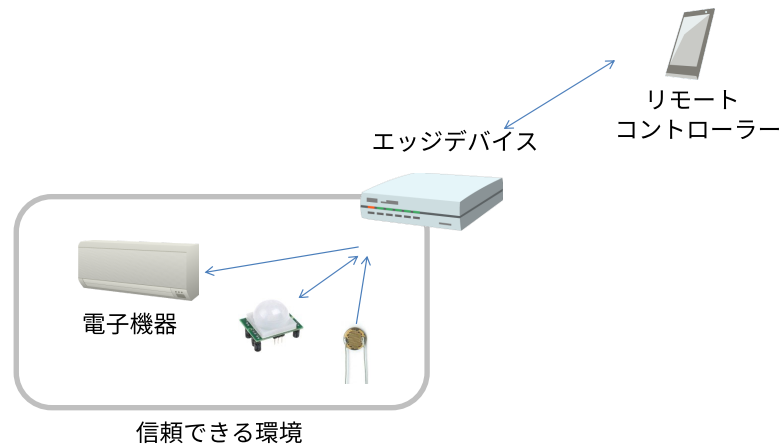 リモート
コントローラー
エッジデバイス
電子機器
信頼できる環境